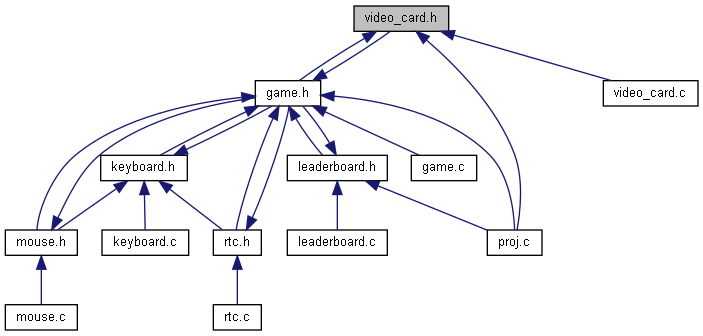 video_card.h
game.h
video_card.c
keyboard.h
leaderboard.h
game.c
mouse.h
keyboard.c
rtc.h
leaderboard.c
proj.c
mouse.c
rtc.c